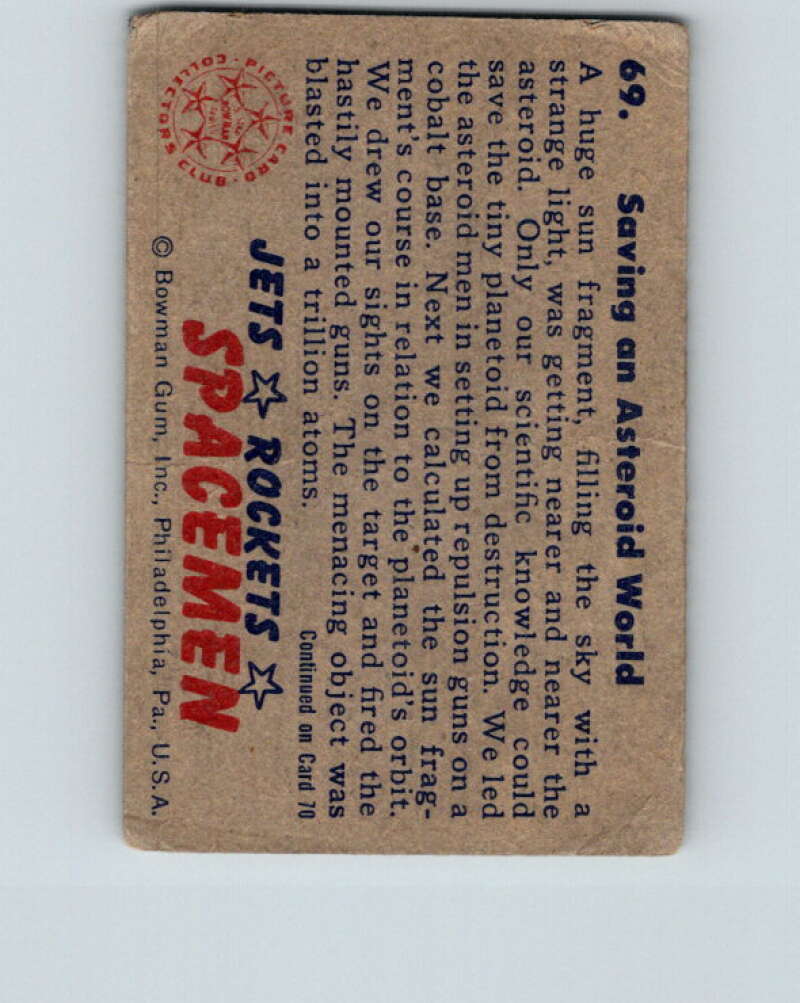 69. Saving an Asteroid World
A huge sun fragment, filling the sky with a
strange light, was getting nearer and nearer the
asteroid. Only our scientific knowledge could
save the tiny planetoid from destruction. We led
the asteroid men in setting up repulsion guns on a
cobalt base. Next we calculated the sun frag-
ment's course in relation to the planetoid's orbit.
We drew our sights on the target and fired the
hastily mounted guns. The menacing object was
blasted into a trillion atoms.
Continued on Card 70
PICTURE CARD COLLECTORS CLUB
BOWMAN
JETS ☆ ROCKETS ☆
SPACEMEN
© Bowman Gum, Inc., Philadelphia, Pa., U.S.A.